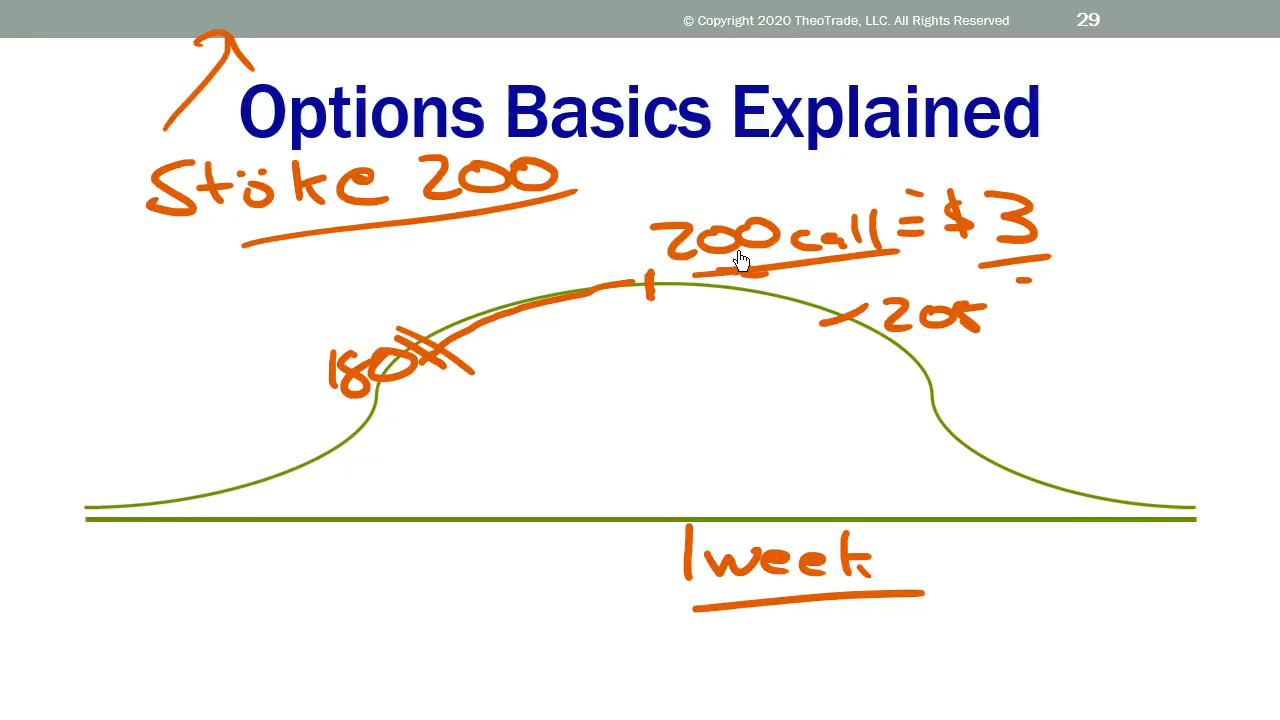 © Copyright 2020 TheoTrade, LLC. All Rights Reserved 29
Options Basics Explained
Stöke 200
200 call = $3
205
180
1 week